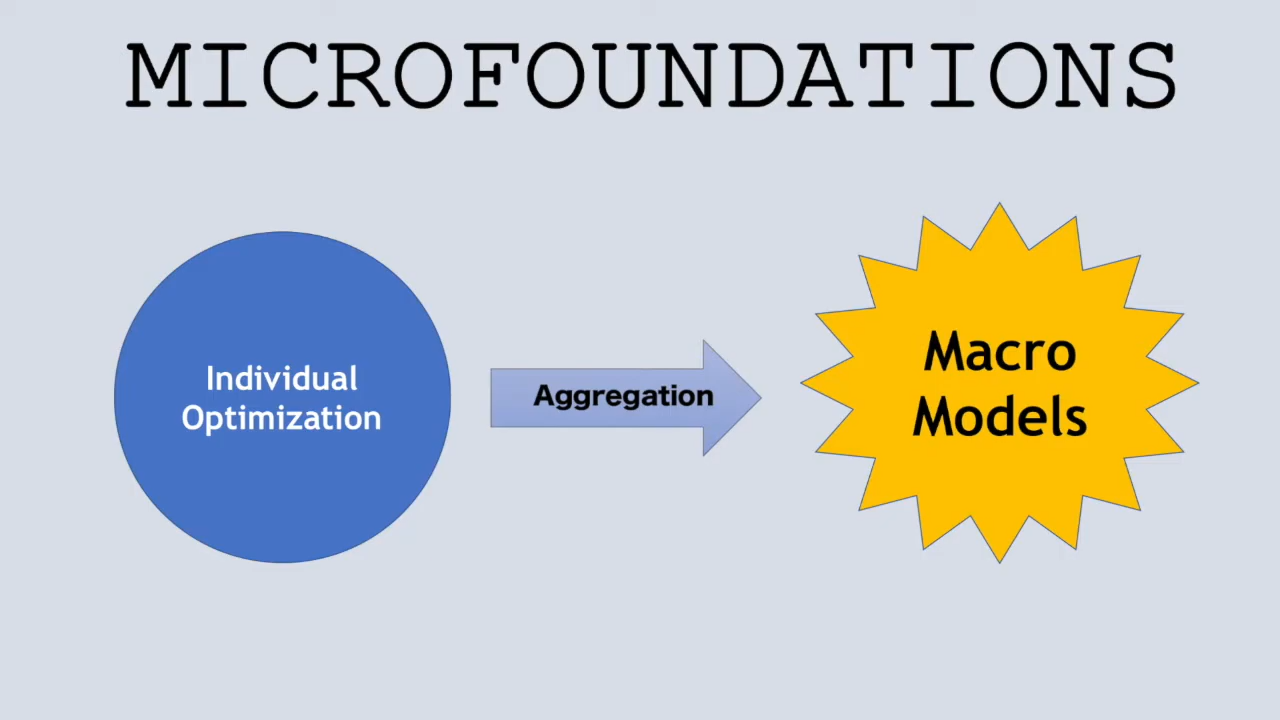 MICROFOUNDATIONS
Individual
Optimization
Aggregation
Macro
Models